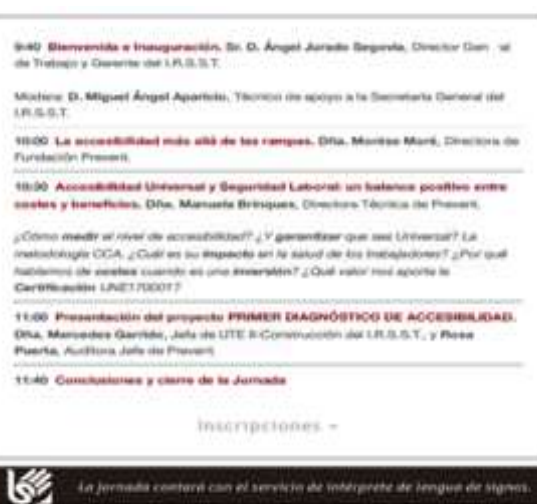 9:40 Bienvenida e Inauguración. Sr. D. Ángel Jurado Segovia, Director Gen al
de Trabajo y Gerente del I.R.S.S.T.
Modera: D. Miguel Ángel Aparicio, Técnico de apoyo a la Secretaría General del
I.R.S.S.T.
10:00 La accesibilidad más allá de las rampas. Dña. Montse Moré, Directora de
Fundación Prevent.
10:30 Accesibilidad Universal y Seguridad Laboral: un balance positivo entre
costes y beneficios. Dña. Manuela Brinques, Directora Técnica de Prevent.
¿Cómo medir el nivel de accesibilidad? ¿Y garantizar que sea Universal? La
metodología CCA. ¿Cuál es su impacto en la salud de los trabajadores? ¿Por qué
hablamos de costes cuando es una inversión? ¿Qué valor nos aporta la
Certificación UNE170001?
11:00 Presentación del proyecto PRIMER DIAGNÓSTICO DE ACCESIBILIDAD.
Dña. Mercedes Garrido, Jefa de UTE II-Construcción del I.R.S.S.T., y Rosa
Puerta, Auditora Jefe de Prevent.
11:40 Conclusiones y cierre de la Jornada
Inscripciones
La jornada contará con el servicio de intérprete de lengua de signos.